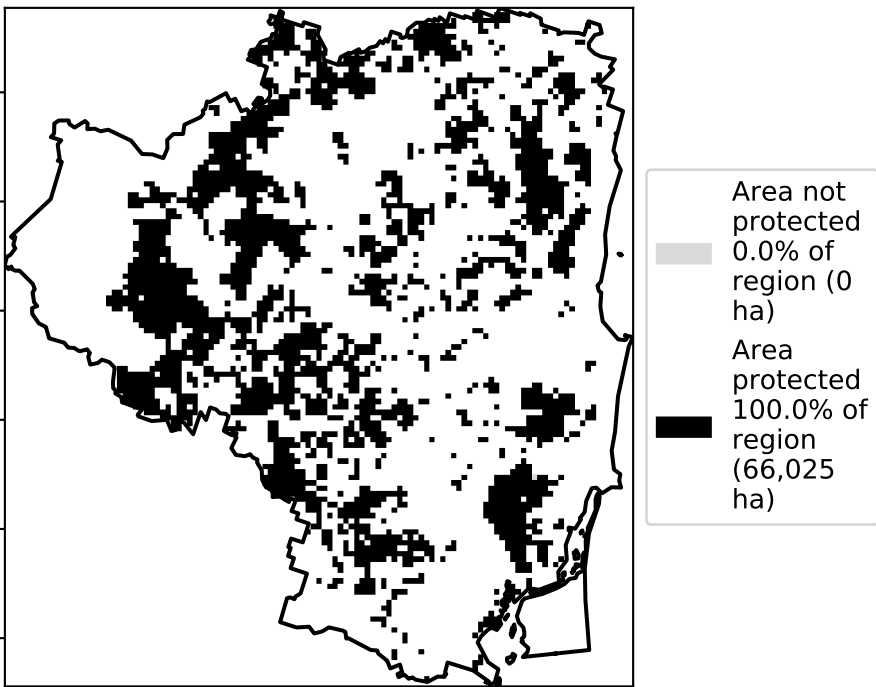 Area not
protected
0.0% of
region (0
ha)
Area
protected
100.0% of
region
(66,025
ha)